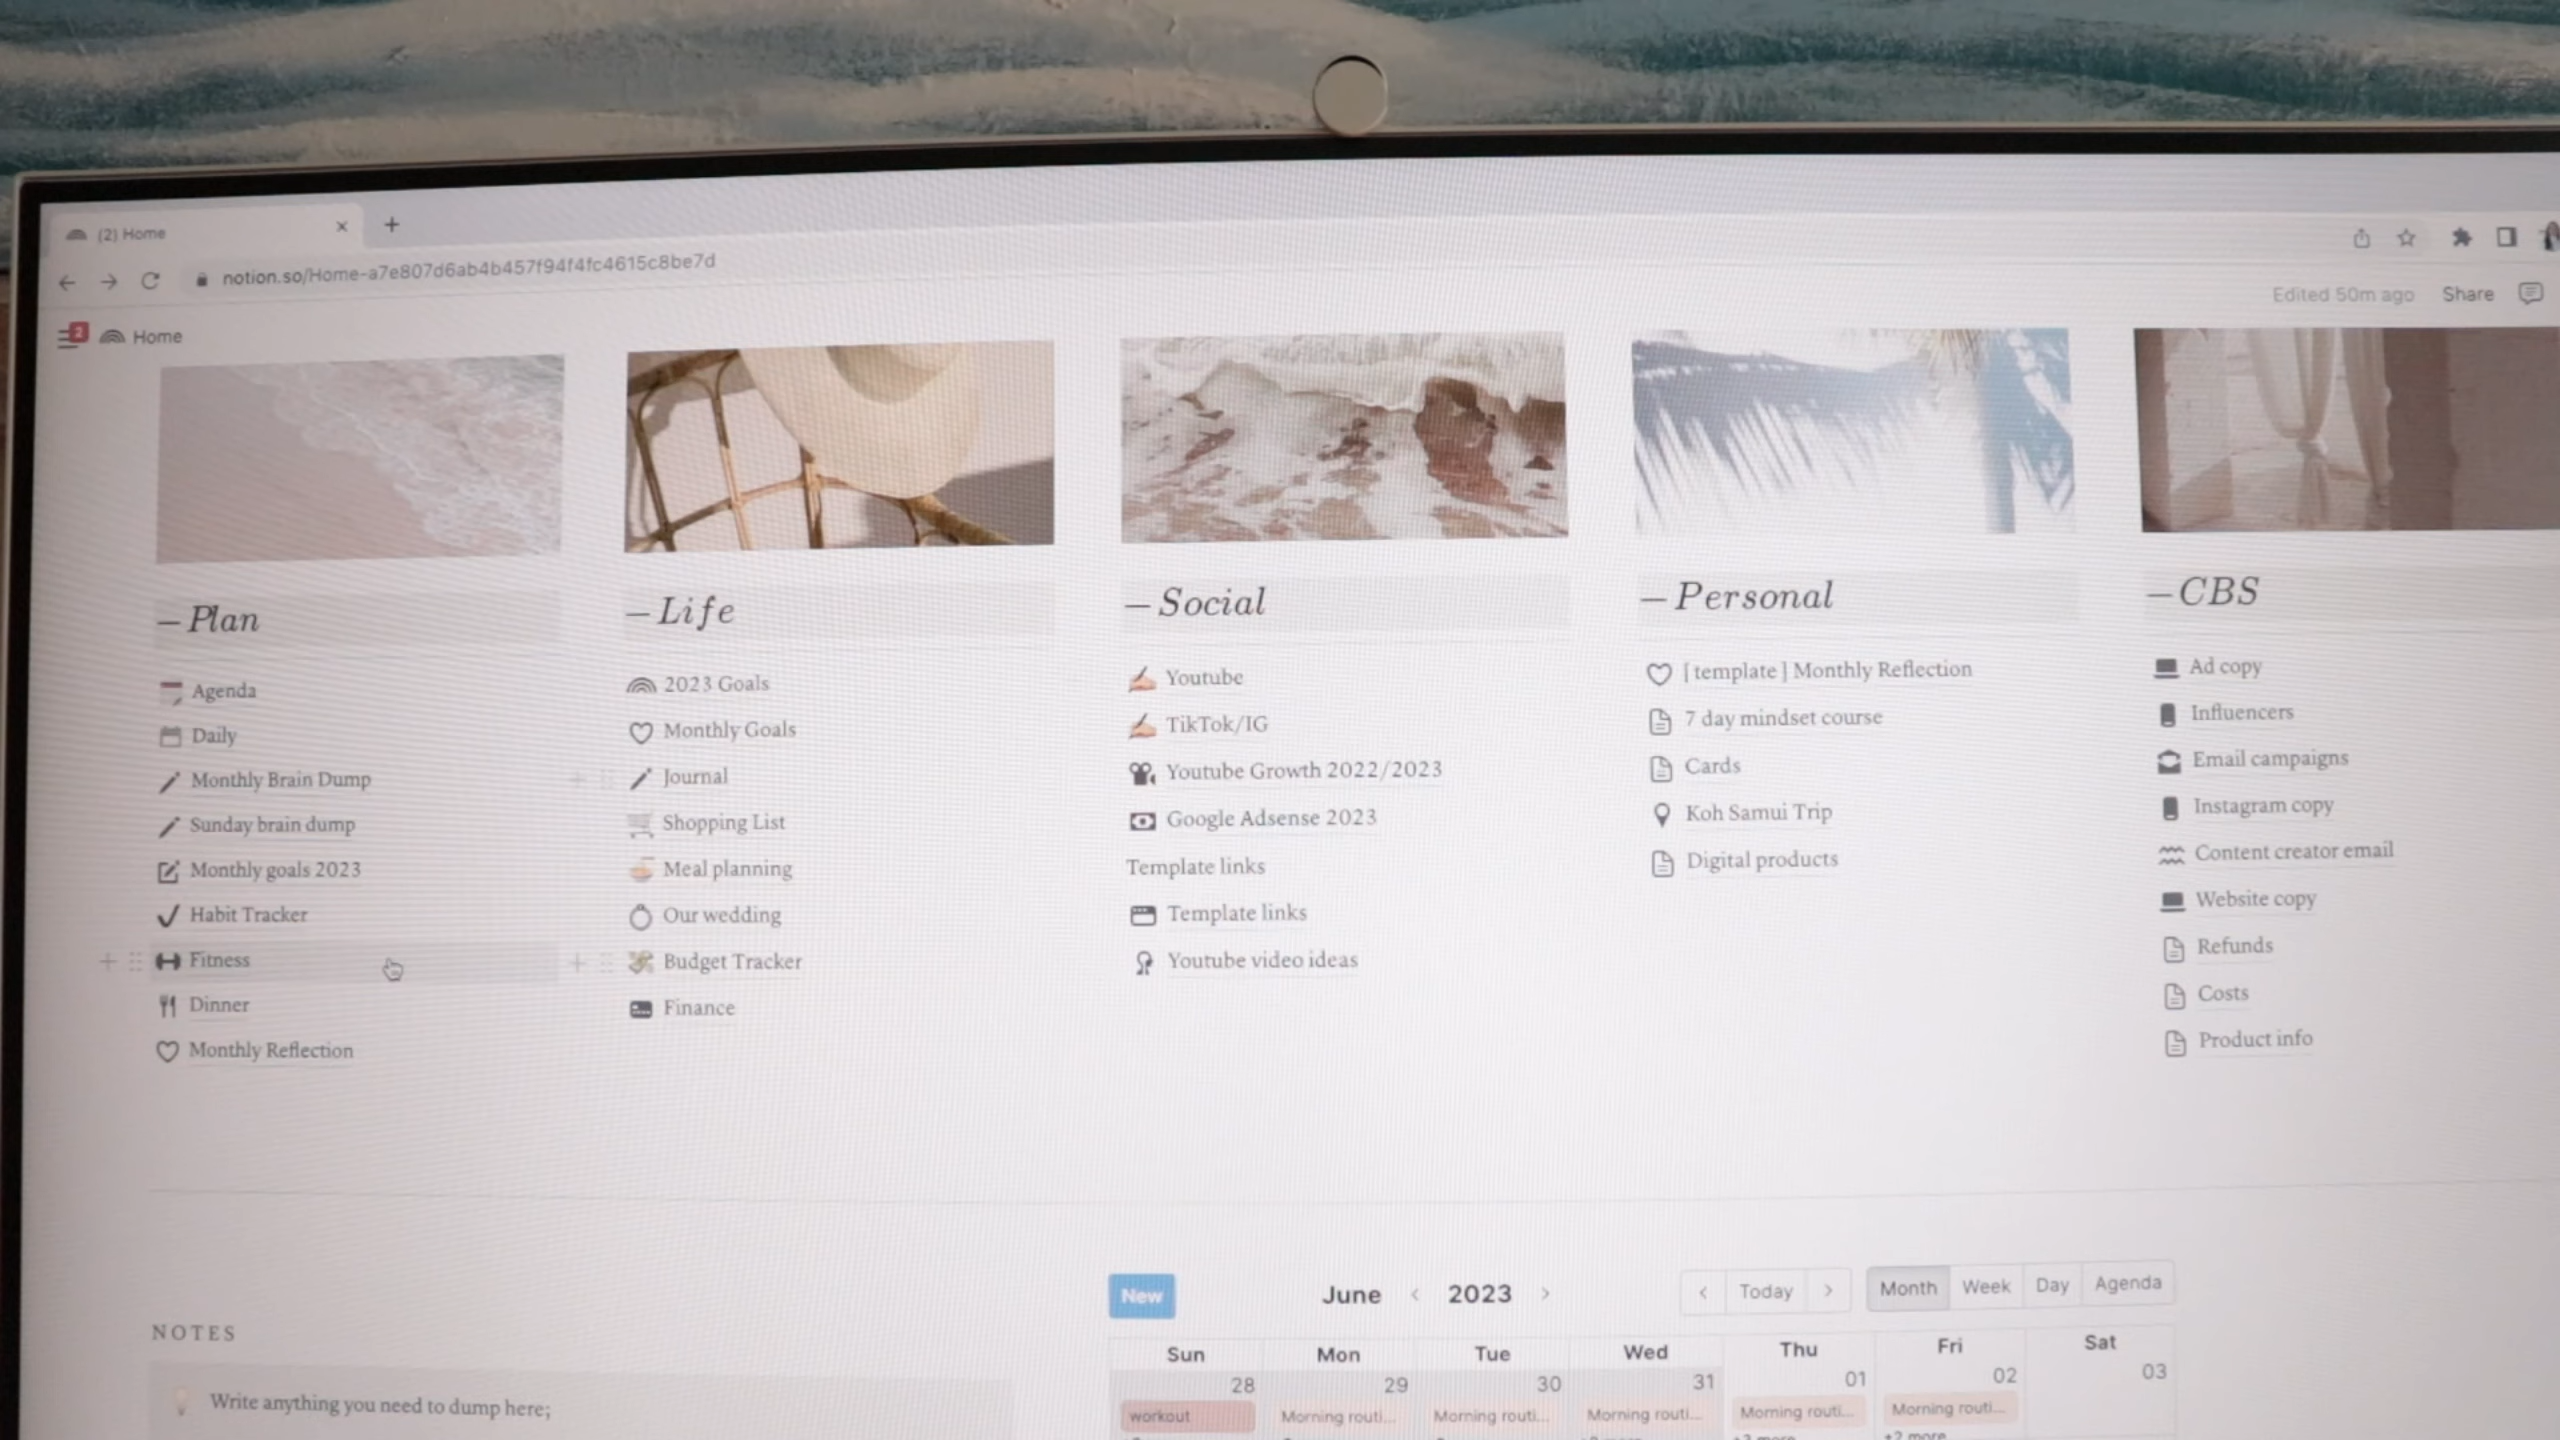 (2) Home
notion.so/Home-a7e807d6ab4b457f94f4fc4615c8be7d
Edited 50m ago Share
2 Home
—Plan
Agenda
Daily
Monthly Brain Dump
Sunday brain dump
Monthly goals 2023
Habit Tracker
Fitness
Dinner
Monthly Reflection
—Life
2023 Goals
Monthly Goals
Journal
Shopping List
Meal planning
Our wedding
Budget Tracker
Finance
—Social
Youtube
TikTok/IG
Youtube Growth 2022/2023
Google Adsense 2023
Template links
Template links
Youtube video ideas
—Personal
[ template ] Monthly Reflection
7 day mindset course
Cards
Koh Samui Trip
Digital products
—CBS
Ad copy
Influencers
Email campaigns
Instagram copy
Content creator email
Website copy
Refunds
Costs
Product info
NOTES
Write anything you need to dump here;
New June < 2023 > < Today > Month Week Day Agenda
Sun Mon Tue Wed Thu Fri Sat
28 29 30 31 01 02 03
workout Morning routi... Morning routi... Morning routi... Morning routi... Morning routi...
+2 more